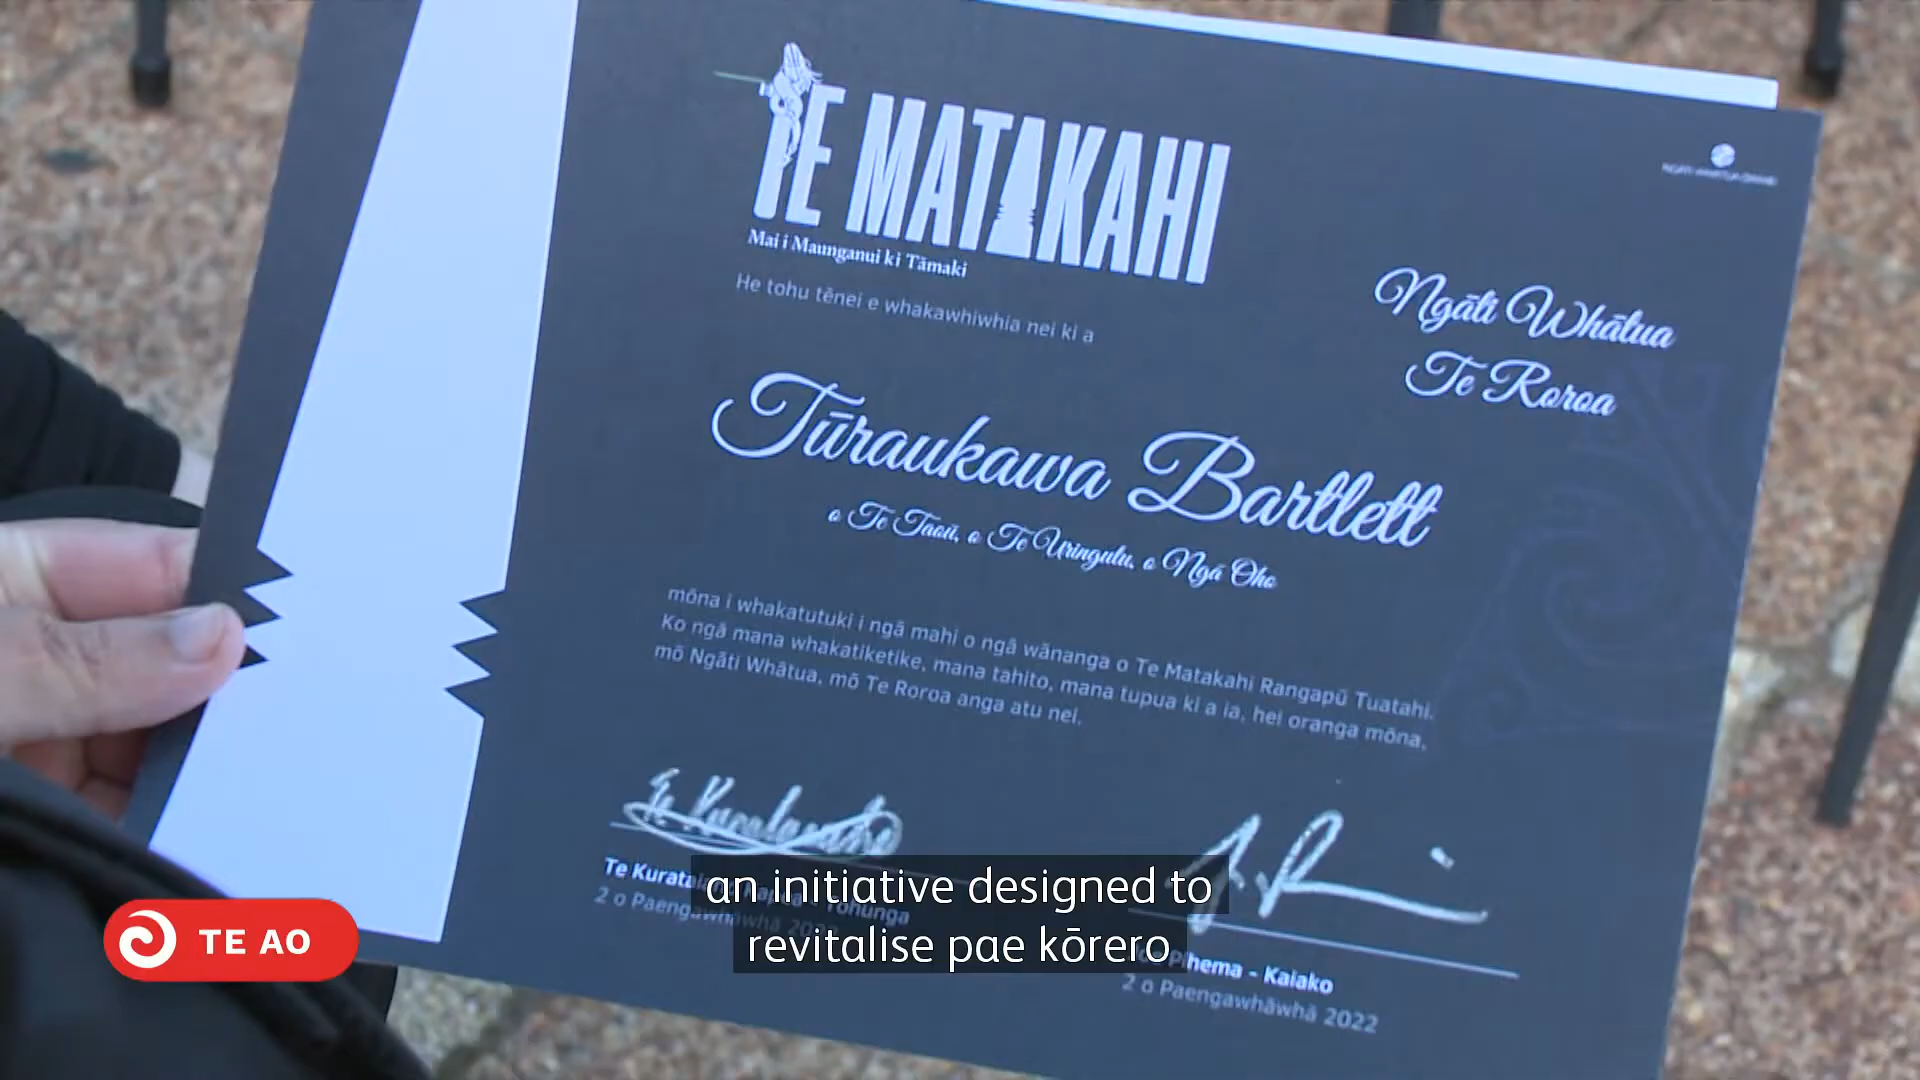 TE MATAKAHI
Mai i Maunganui ki Tāmaki
He tohu tēnei e whakawhiwhia nei ki a
Ngāti Whātua
Te Roroa
Tūraukawa Bartlett
o Te Taoū, o Te Uringutu, o Ngā Oho
mōna i whakatutuki i ngā mahi o ngā wānanga o Te Matakahi Rangapū Tuatahi.
Ko ngā mana whakatiketike, mana tahito, mana tupua ki a ia, hei oranga mōna,
mō Ngāti Whātua, mō Te Roroa anga atu nei.
Te
2 o Paengawhāwhā
Pihema - Kaiako
2 o Paengawhāwhā 2022
an initiative designed to
revitalise pae kōrero
TE AO